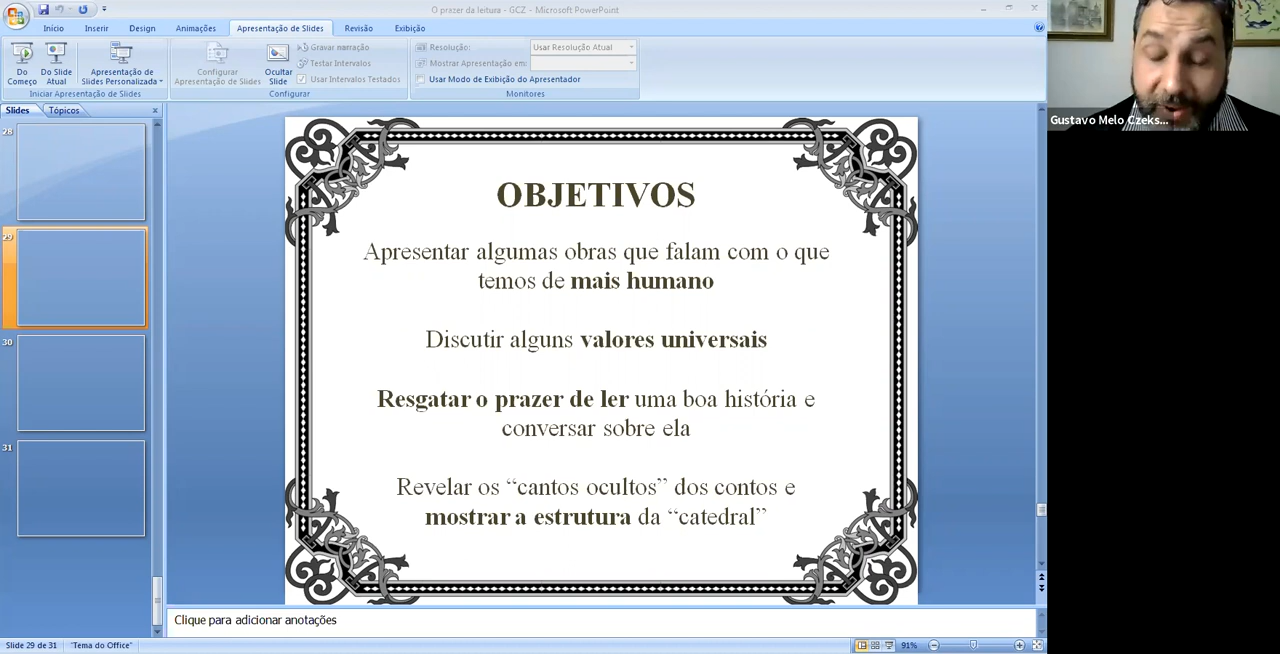 O prazer da leitura - GCZ - Microsoft PowerPoint
Início Inserir Design Animações Apresentação de Slides Revisão Exibição
Do Começo
Do Slide Atual
Apresentação de Slides Personalizada
Iniciar Apresentação de Slides
Configurar Apresentação de Slides
Ocultar Slide
Gravar narração
Testar Intervalos
Usar Intervalos Testados
Configurar
Resolução: Usar Resolução Atual
Mostrar Apresentação em:
Usar Modo de Exibição do Apresentador
Monitores
Slides Tópicos
28
29
30
31
OBJETIVOS
Apresentar algumas obras que falam com o que
temos de mais humano
Discutir alguns valores universais
Resgatar o prazer de ler uma boa história e
conversar sobre ela
Revelar os “cantos ocultos” dos contos e
mostrar a estrutura da “catedral”
Clique para adicionar anotações
Slide 29 de 31 "Tema do Office" 91%
Gustavo Melo Czeks...